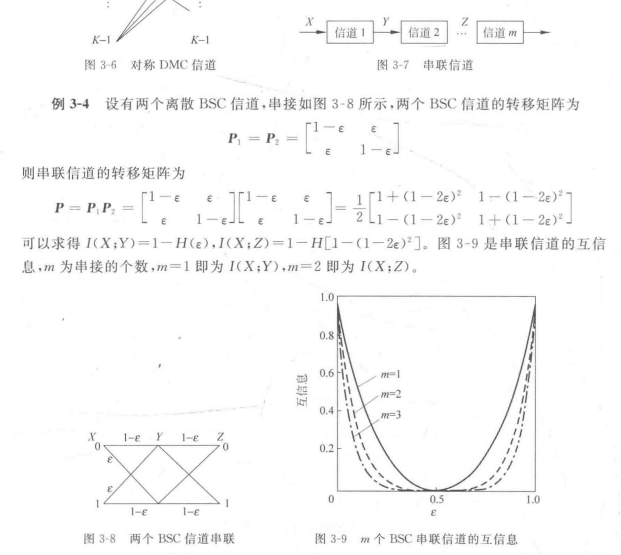 ⋮
⋮
K-1
K-1
图 3-6 对称 DMC 信道
X
信道 1
Y
信道 2
Z
…
信道 m
图 3-7 串联信道
例 3-4 设有两个离散 BSC 信道,串接如图 3-8 所示,两个 BSC 信道的转移矩阵为
P₁ = P₂ = [1-ε ε
ε 1-ε]
则串联信道的转移矩阵为
P = P₁P₂ = [1-ε ε; ε 1-ε][1-ε ε; ε 1-ε] = 1/2 [1+(1-2ε)² 1-(1-2ε)²; 1-(1-2ε)² 1+(1-2ε)²]
可以求得 I(X;Y)=1-H(ε),I(X;Z)=1-H[1-(1-2ε)²]。图 3-9 是串联信道的互信
息,m 为串接的个数,m=1 即为 I(X;Y),m=2 即为 I(X;Z)。
X 1-ε Y 1-ε Z
0 0
ε
ε
1 1
1-ε 1-ε
图 3-8 两个 BSC 信道串联
1.0
0.8
0.6
0.4
0.2
互信息
m=1
m=2
m=3
0 0.5 1.0
ε
图 3-9 m 个 BSC 串联信道的互信息